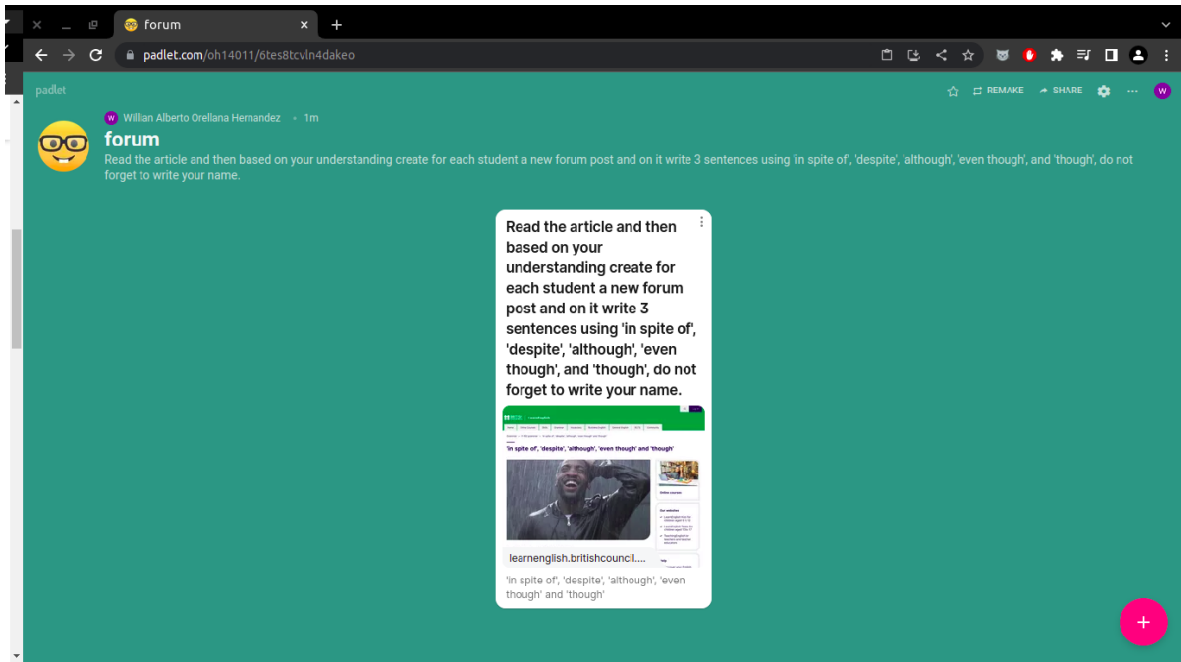 forum
padlet.com/oh14011/6tes8tcvln4dakeo
padlet
REMAKE
SHARE
W
W Willian Alberto Orellana Hernandez • 1m
forum
Read the article and then based on your understanding create for each student a new forum post and on it write 3 sentences using 'in spite of', 'despite', 'although', 'even though', and 'though', do not
forget to write your name.
Read the article and then
based on your
understanding create for
each student a new forum
post and on it write 3
sentences using 'in spite of',
'despite', 'although', 'even
though', and 'though', do not
forget to write your name.
'in spite of', 'despite', 'although', 'even though' and 'though'
Online courses
Our websites
Help
learnenglish.britishcouncil....
'in spite of', 'despite', 'although', 'even
though' and 'though'